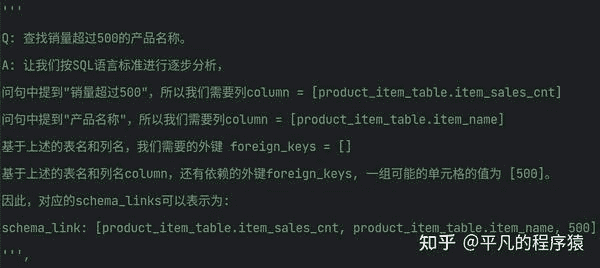 '''
Q: 查找销量超过500的产品名称。
A: 让我们按SQL语言标准进行逐步分析，
问句中提到"销量超过500"，所以我们需要列column = [product_item_table.item_sales_cnt]
问句中提到"产品名称"，所以我们需要列column = [product_item_table.item_name]
基于上述的表名和列名，我们需要的外键 foreign_keys = []
基于上述的表名和列名column，还有依赖的外键foreign_keys, 一组可能的单元格的值为 [500]。
因此，对应的schema_links可以表示为:
schema_link: [product_item_table.item_sales_cnt, product_item_table.item_name, 500]
''',
知乎 @平凡的程序猿